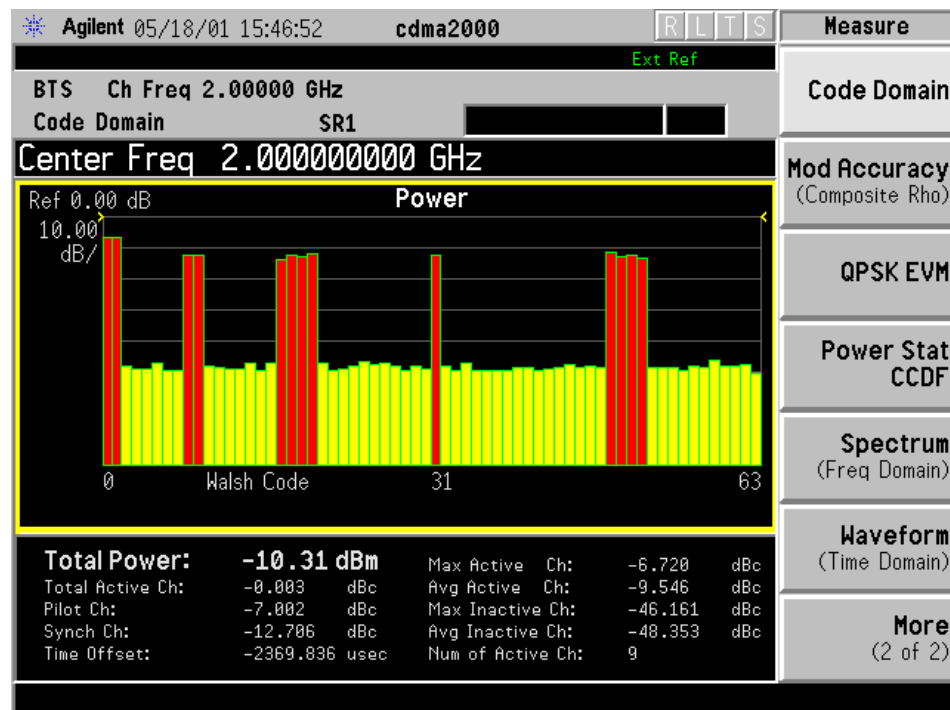 Agilent 05/18/01 15:46:52 cdma2000 R L T S
Ext Ref
BTS Ch Freq 2.00000 GHz
Code Domain SR1
Center Freq 2.000000000 GHz
Ref 0.00 dB Power
10.00
dB/
0 Walsh Code 31 63
Total Power: -10.31 dBm
Total Active Ch: -0.003 dBc
Pilot Ch: -7.002 dBc
Synch Ch: -12.706 dBc
Time Offset: -2369.836 usec
Max Active Ch: -6.720 dBc
Avg Active Ch: -9.546 dBc
Max Inactive Ch: -46.161 dBc
Avg Inactive Ch: -48.353 dBc
Num of Active Ch: 9
Measure
Code Domain
Mod Accuracy
(Composite Rho)
QPSK EVM
Power Stat
CCDF
Spectrum
(Freq Domain)
Waveform
(Time Domain)
More
(2 of 2)